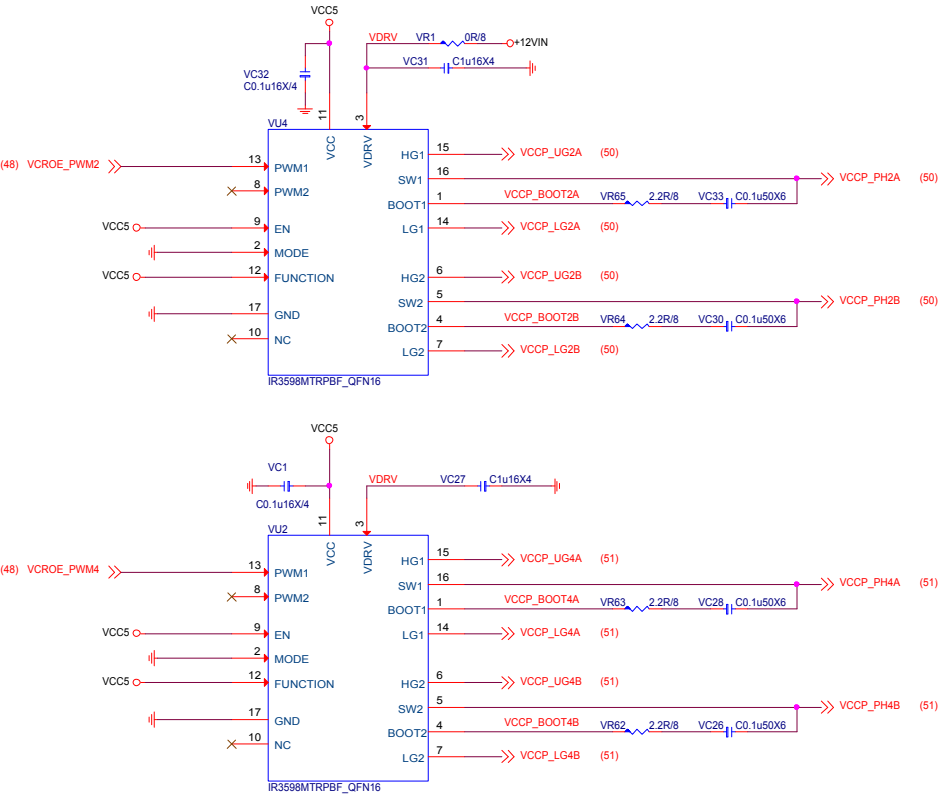 VCC5
VDRV VR1 0R/8 +12VIN
VC31 C1u16X4
VC32
C0.1u16X/4
11 3
VU4
VCC VDRV
(48) VCROE_PWM2 13 PWM1 HG1 15 VCCP_UG2A (50)
8 PWM2 SW1 16 VCCP_PH2A (50)
BOOT1 1 VCCP_BOOT2A VR65 2.2R/8 VC33 C0.1u50X6
VCC5 9 EN LG1 14 VCCP_LG2A (50)
2 MODE
VCC5 12 FUNCTION HG2 6 VCCP_UG2B (50)
SW2 5 VCCP_PH2B (50)
17 GND
BOOT2 4 VCCP_BOOT2B VR64 2.2R/8 VC30 C0.1u50X6
10 NC LG2 7 VCCP_LG2B (50)
IR3598MTRPBF_QFN16
VCC5
VC1 VDRV VC27 C1u16X4
C0.1u16X/4
11 3
VU2
VCC VDRV
(48) VCROE_PWM4 13 PWM1 HG1 15 VCCP_UG4A (51)
8 PWM2 SW1 16 VCCP_PH4A (51)
BOOT1 1 VCCP_BOOT4A VR63 2.2R/8 VC28 C0.1u50X6
VCC5 9 EN LG1 14 VCCP_LG4A (51)
2 MODE
VCC5 12 FUNCTION HG2 6 VCCP_UG4B (51)
SW2 5 VCCP_PH4B (51)
17 GND
BOOT2 4 VCCP_BOOT4B VR62 2.2R/8 VC26 C0.1u50X6
10 NC LG2 7 VCCP_LG4B (51)
IR3598MTRPBF_QFN16